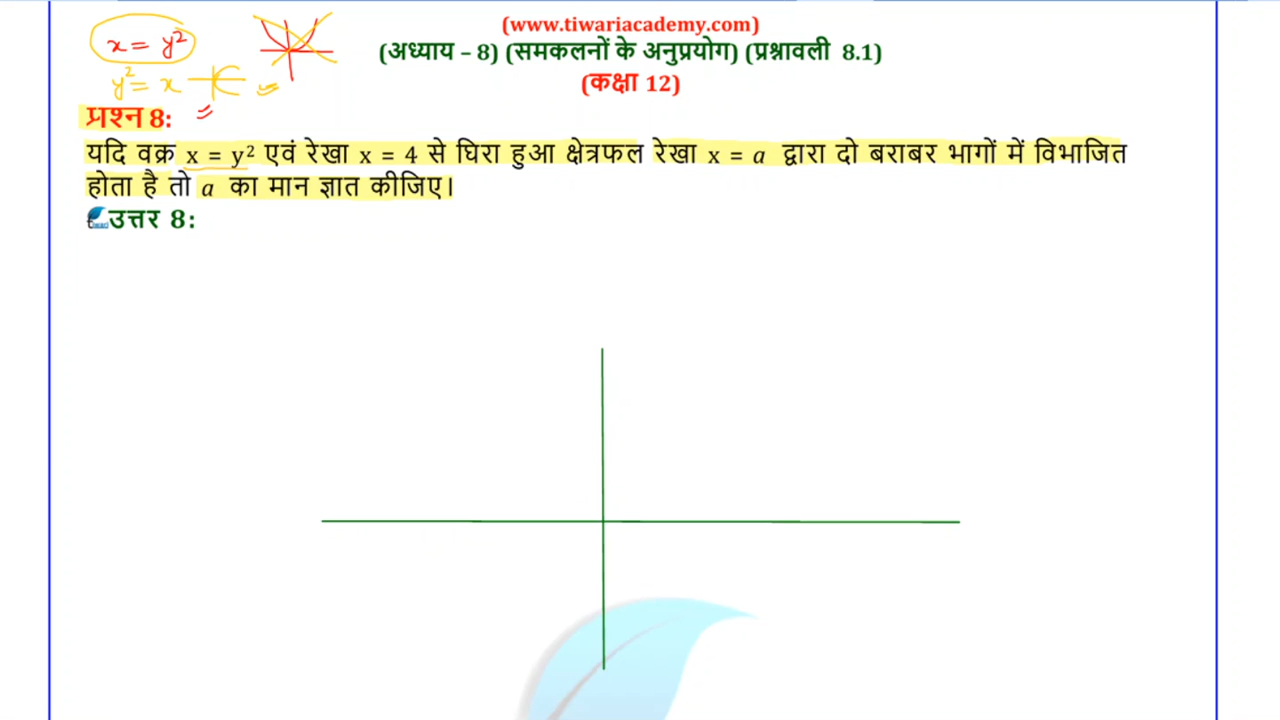 (www.tiwariacademy.com)
(अध्याय – 8) (समकलनों के अनुप्रयोग) (प्रश्नावली 8.1)
(कक्षा 12)
x = y²
y² = x
प्रश्न 8:
यदि वक्र x = y² एवं रेखा x = 4 से घिरा हुआ क्षेत्रफल रेखा x = a द्वारा दो बराबर भागों में विभाजित
होता है तो a का मान ज्ञात कीजिए।
उत्तर 8: